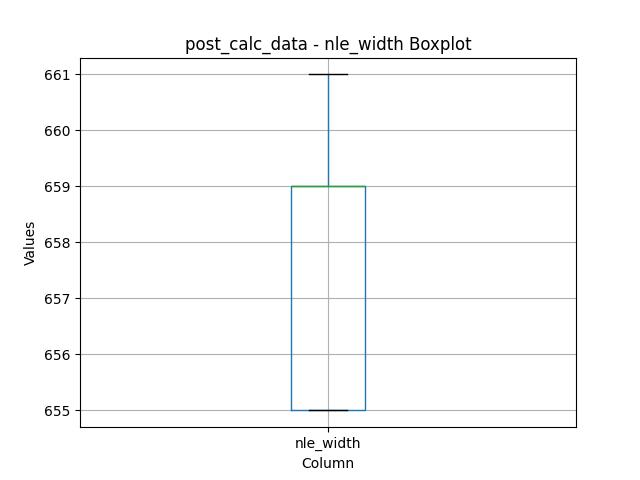 post_calc_data - nle_width Boxplot
661
660
659
658
657
656
655
Values
nle_width
Column